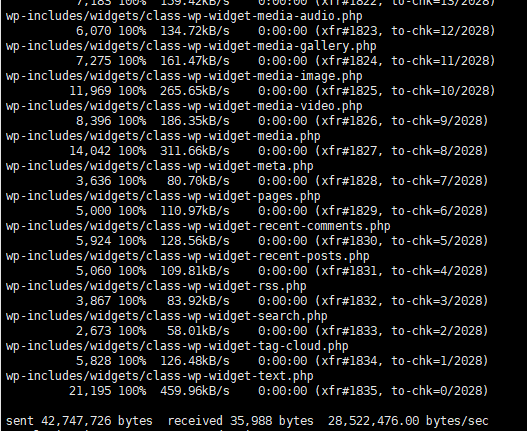 7,183 100% 139.42kB/s 0:00:00 (xfr#1822, to-chk=13/2028)
wp-includes/widgets/class-wp-widget-media-audio.php
6,070 100% 134.72kB/s 0:00:00 (xfr#1823, to-chk=12/2028)
wp-includes/widgets/class-wp-widget-media-gallery.php
7,275 100% 161.47kB/s 0:00:00 (xfr#1824, to-chk=11/2028)
wp-includes/widgets/class-wp-widget-media-image.php
11,969 100% 265.65kB/s 0:00:00 (xfr#1825, to-chk=10/2028)
wp-includes/widgets/class-wp-widget-media-video.php
8,396 100% 186.35kB/s 0:00:00 (xfr#1826, to-chk=9/2028)
wp-includes/widgets/class-wp-widget-media.php
14,042 100% 311.66kB/s 0:00:00 (xfr#1827, to-chk=8/2028)
wp-includes/widgets/class-wp-widget-meta.php
3,636 100% 80.70kB/s 0:00:00 (xfr#1828, to-chk=7/2028)
wp-includes/widgets/class-wp-widget-pages.php
5,000 100% 110.97kB/s 0:00:00 (xfr#1829, to-chk=6/2028)
wp-includes/widgets/class-wp-widget-recent-comments.php
5,924 100% 128.56kB/s 0:00:00 (xfr#1830, to-chk=5/2028)
wp-includes/widgets/class-wp-widget-recent-posts.php
5,060 100% 109.81kB/s 0:00:00 (xfr#1831, to-chk=4/2028)
wp-includes/widgets/class-wp-widget-rss.php
3,867 100% 83.92kB/s 0:00:00 (xfr#1832, to-chk=3/2028)
wp-includes/widgets/class-wp-widget-search.php
2,673 100% 58.01kB/s 0:00:00 (xfr#1833, to-chk=2/2028)
wp-includes/widgets/class-wp-widget-tag-cloud.php
5,828 100% 126.48kB/s 0:00:00 (xfr#1834, to-chk=1/2028)
wp-includes/widgets/class-wp-widget-text.php
21,195 100% 459.96kB/s 0:00:00 (xfr#1835, to-chk=0/2028)
sent 42,747,726 bytes received 35,988 bytes 28,522,476.00 bytes/sec